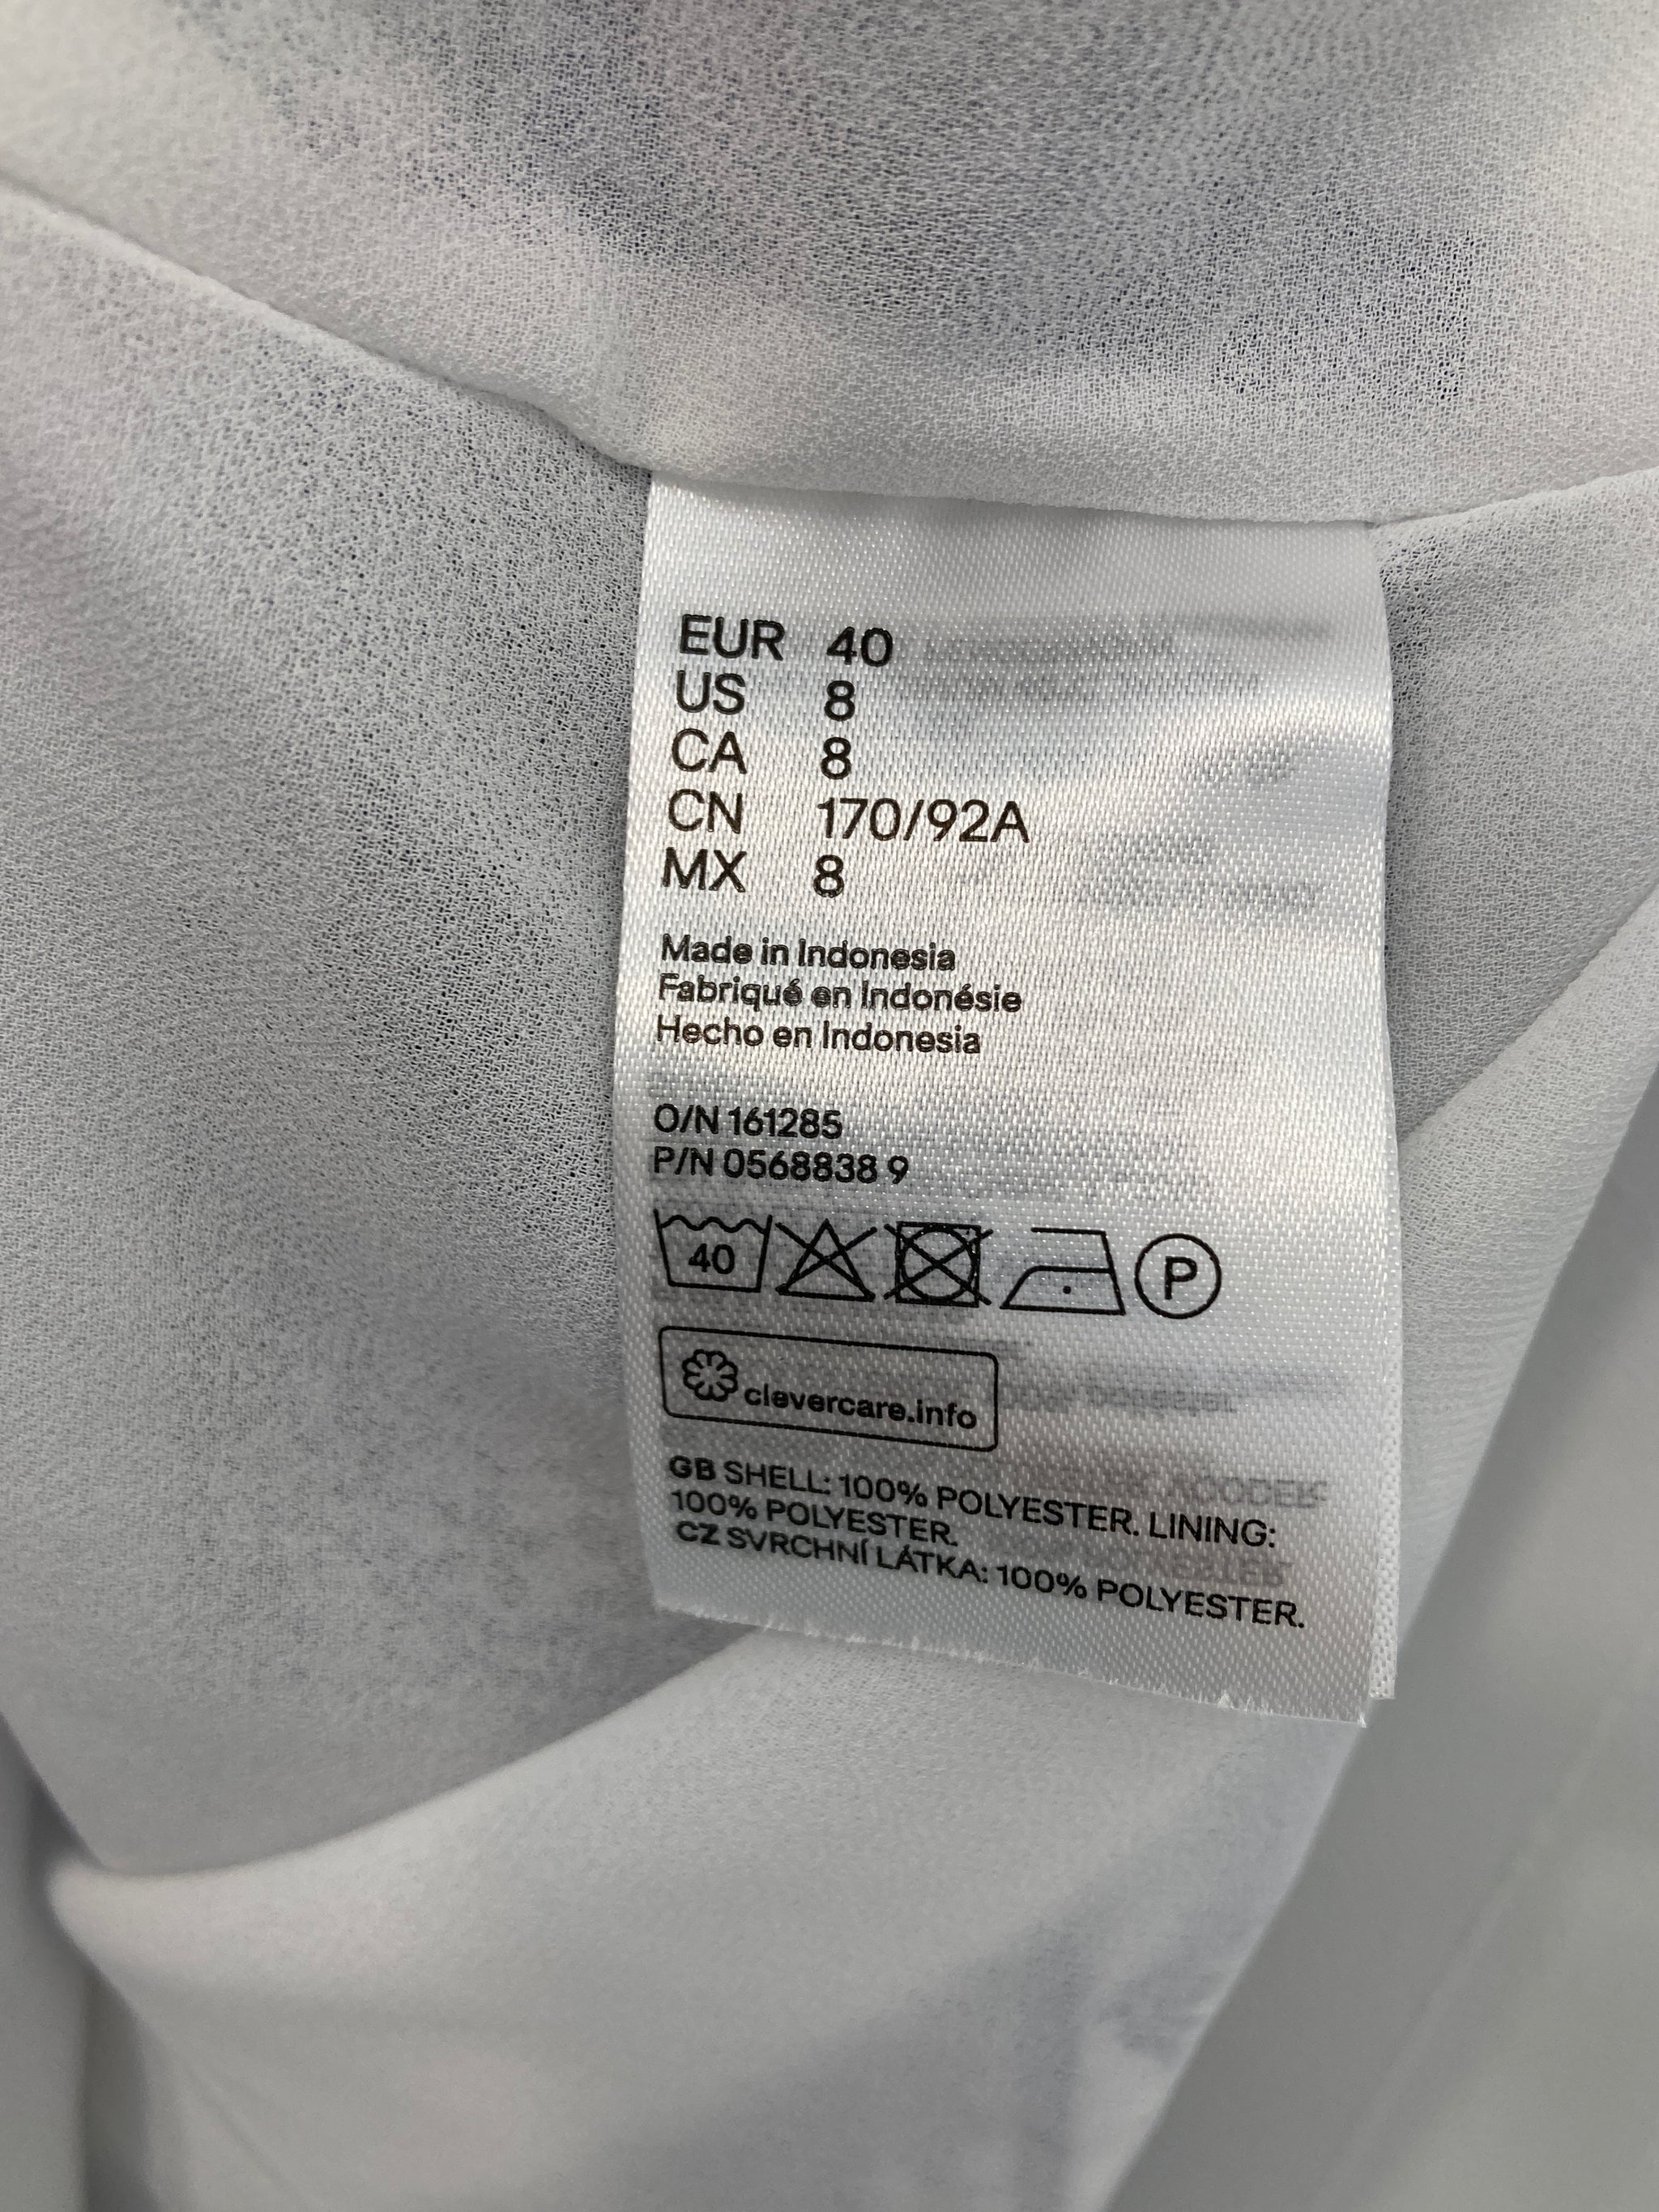 EUR 40
US 8
CA 8
CN 170/92A
MX 8
Made in Indonesia
Fabriqué en Indonésie
Hecho en Indonesia
O/N 161285
P/N 0568838 9
40 P
clevercare.info
GB SHELL: 100% POLYESTER. LINING:
100% POLYESTER.
CZ SVRCHNÍ LÁTKA: 100% POLYESTER.